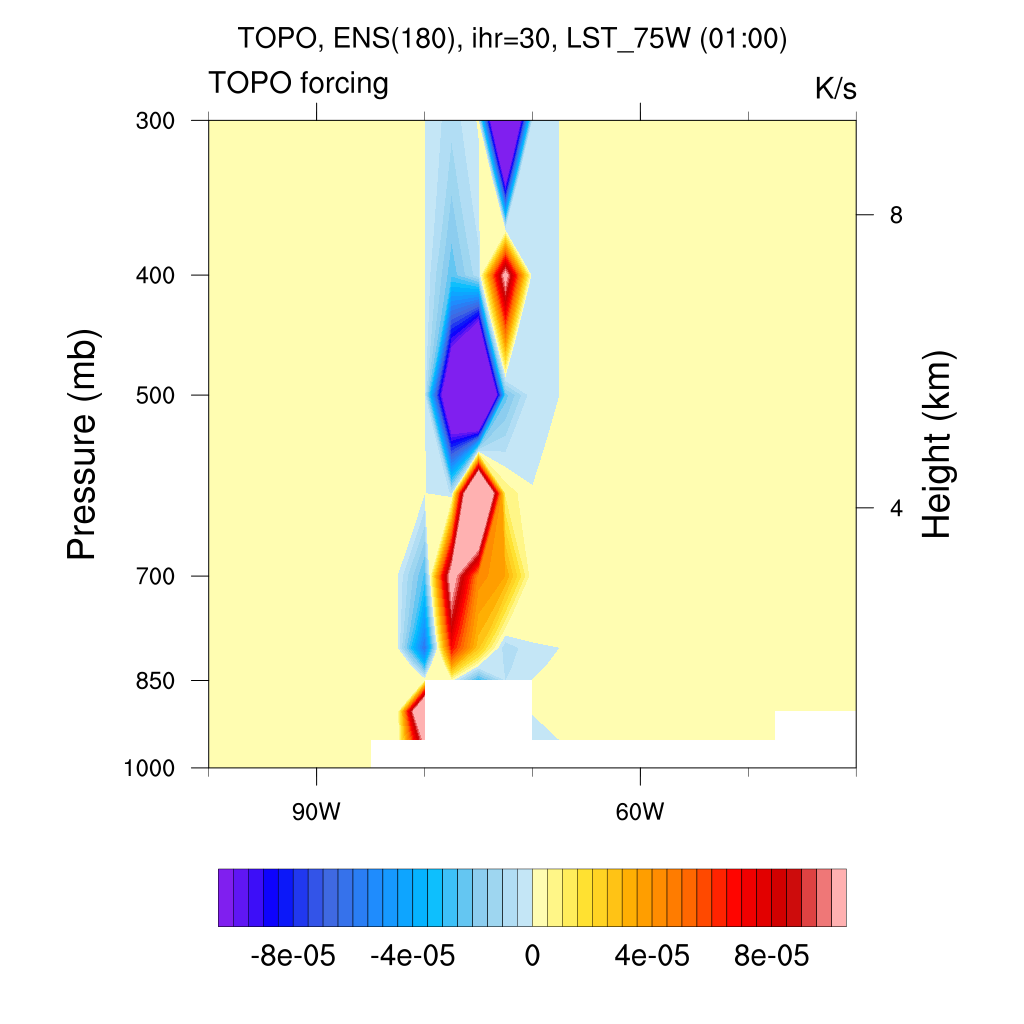 TOPO, ENS(180), ihr=30, LST_75W (01:00)
TOPO forcing
K/s
300
400
500
700
850
1000
Pressure (mb)
8
4
Height (km)
90W
60W
-8e-05
-4e-05
0
4e-05
8e-05